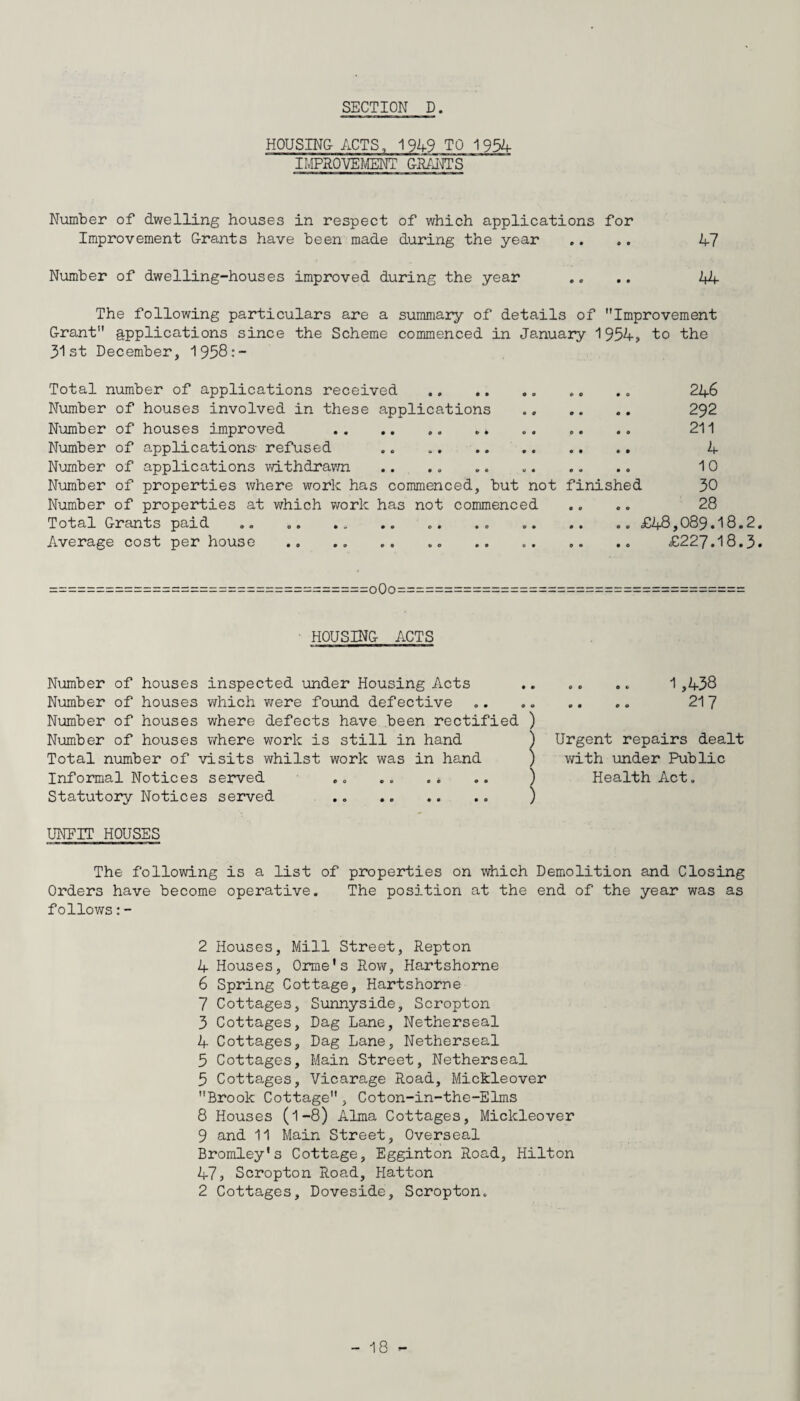 SECTION D.
HOUSING ACTS, 1949 TO 1954
IMPROVEMENT GRANTS
Number of dwelling houses in respect of which applications for
Improvement Grants have been made during the year .. .. 47
Number of dwelling-houses improved during the year .. .. 44
The following particulars are a summary of details of "Improvement
Grant" applications since the Scheme commenced in January 1954, to the
31st December, 1958:-
Total number of applications received .. .. .. .. .. 246
Number of houses involved in these applications .. .. .. 292
Number of houses improved .. .. .. .. .. .. .. 211
Number of applications refused .. .. .. .. .. .. 4
Number of applications withdrawn .. .. .. .. .. .. 10
Number of properties where work has commenced, but not finished 30
Number of properties at which work has not commenced .. .. 28
Total Grants paid .. .. .. .. .. .. .. .. .. £48,089.18.2.
Average cost per house .. .. .. .. .. .. .. .. £227.18.3.
==================================oOo=====================================
HOUSING ACTS
Number of houses inspected under Housing Acts .. .. .. 1,438
Number of houses which were found defective .. .. .. .. 217
Number of houses where defects have been rectified )
Number of houses where work is still in hand ) Urgent repairs dealt
Total number of visits whilst work was in hand ) with under Public
Informal Notices served .. .. .. .. ) Health Act.
Statutory Notices served .. .. .. .. )
UNFIT HOUSES
The following is a list of properties on which Demolition and Closing
Orders have become operative. The position at the end of the year was as
follows:-
2 Houses, Mill Street, Repton
4 Houses, Orme's Row, Hartshorne
6 Spring Cottage, Hartshorne
7 Cottages, Sunnyside, Scropton
3 Cottages, Dag Lane, Netherseal
4 Cottages, Dag Lane, Netherseal
5 Cottages, Main Street, Netherseal
5 Cottages, Vicarage Road, Mickleover
"Brook Cottage", Coton-in-the-Elms
8 Houses (1-8) Alma Cottages, Mickleover
9 and 11 Main Street, Overseal
Bromley's Cottage, Egginton Road, Hilton
47, Scropton Road, Hatton
2 Cottages, Doveside, Scropton.
- 18 -